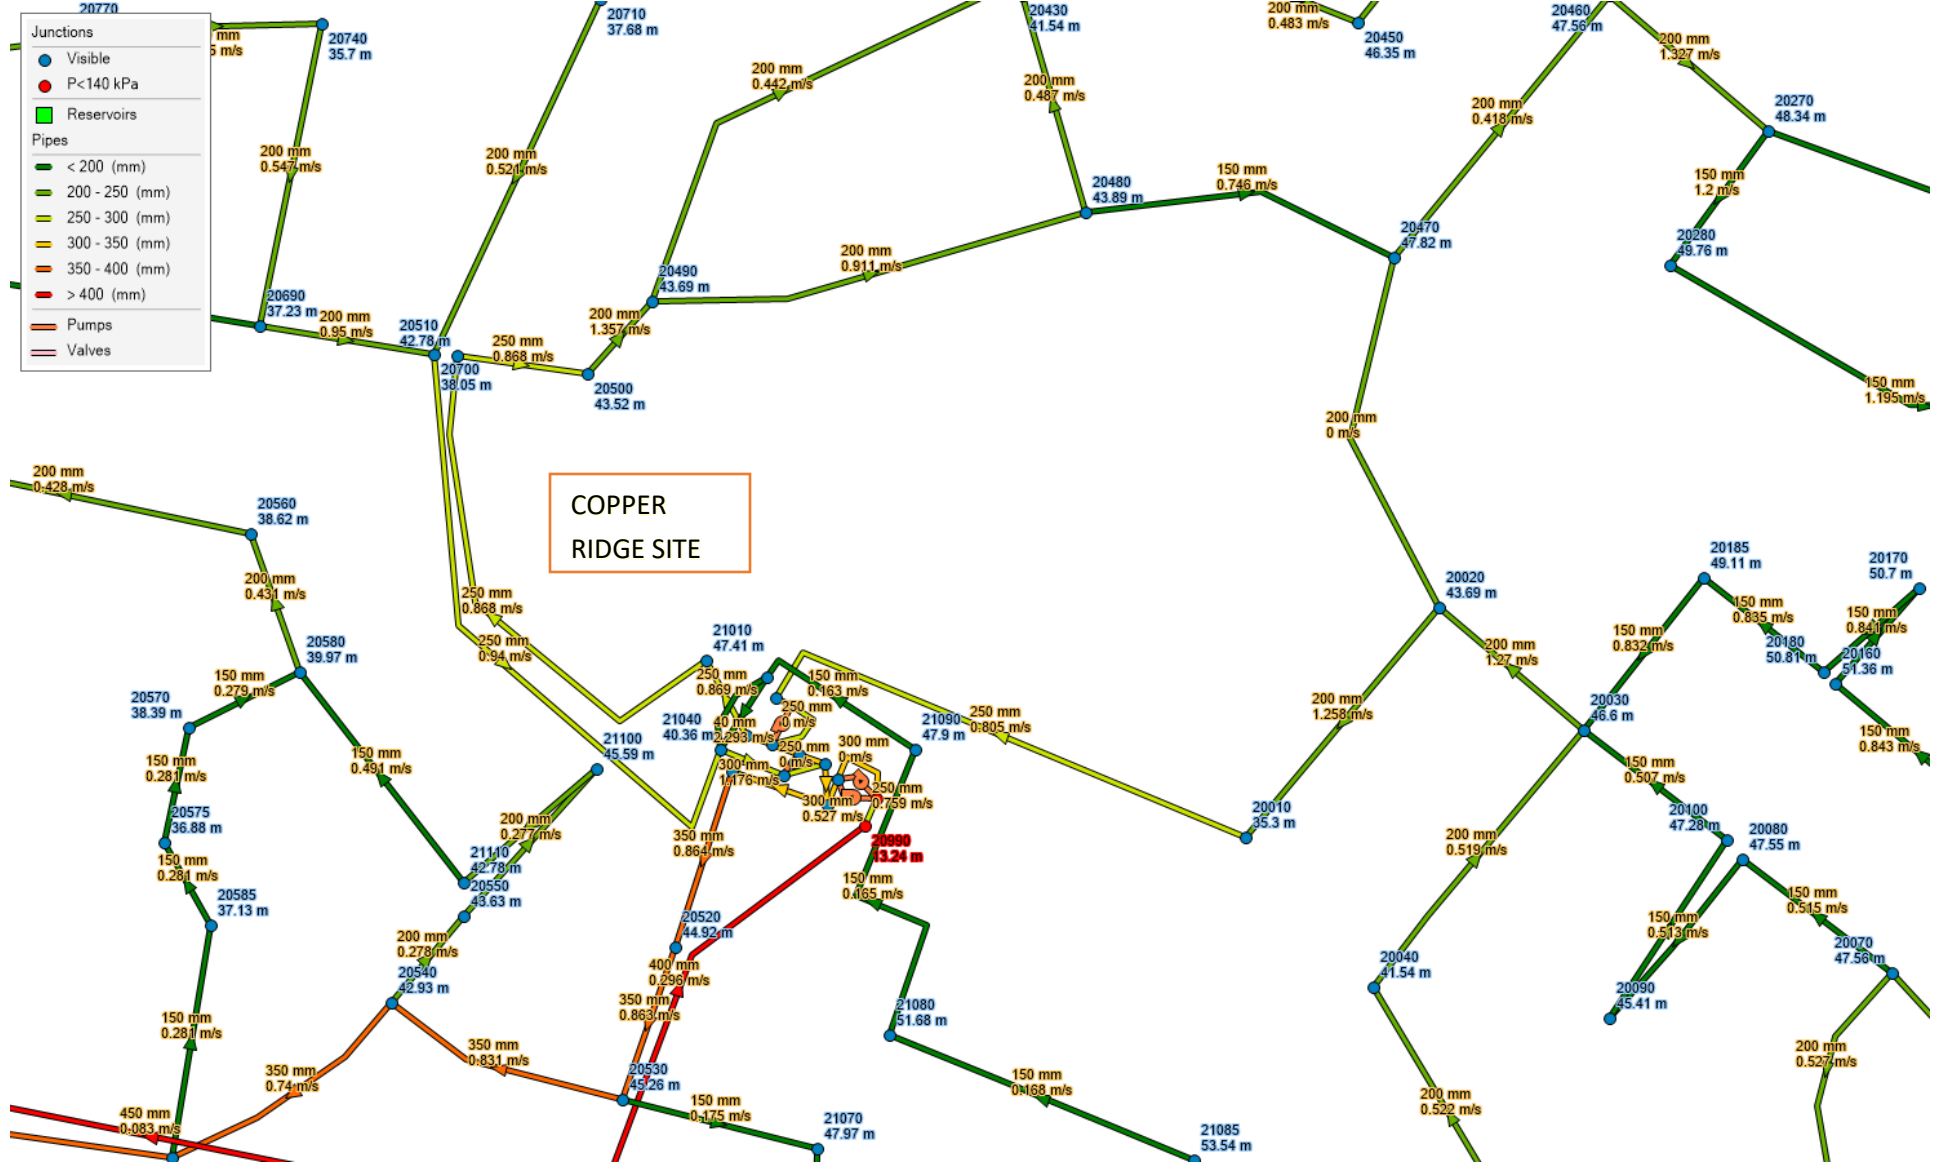 Junctions
Visible
P<140 kPa
Reservoirs
Pipes
< 200 (mm)
200 - 250 (mm)
250 - 300 (mm)
300 - 350 (mm)
350 - 400 (mm)
> 400 (mm)
Pumps
Valves
20770
mm
5 m/s
20740
35.7 m
20710
37.68 m
200 mm
0.442 m/s
20430
41.54 m
200 mm
0.483 m/s
20450
46.35 m
20460
47.56 m
200 mm
1.327 m/s
20270
48.34 m
200 mm
0.547 m/s
200 mm
0.521 m/s
200 mm
0.487 m/s
200 mm
0.418 m/s
150 mm
1.2 m/s
20480
43.89 m
150 mm
0.746 m/s
20470
47.82 m
20280
49.76 m
20490
43.69 m
200 mm
0.911 m/s
20690
37.23 m
200 mm
0.95 m/s
20510
42.78 m
200 mm
1.357 m/s
250 mm
0.868 m/s
20700
38.05 m
20500
43.52 m
150 mm
1.195 m/s
200 mm
0 m/s
200 mm
0.428 m/s
20560
38.62 m
COPPER
RIDGE SITE
200 mm
0.431 m/s
250 mm
0.868 m/s
250 mm
0.94 m/s
20020
43.69 m
20185
49.11 m
20170
50.7 m
150 mm
0.835 m/s
150 mm
0.841 m/s
150 mm
0.832 m/s
20180
50.81 m
20160
51.36 m
20580
39.97 m
21010
47.41 m
200 mm
1.27 m/s
150 mm
0.279 m/s
20570
38.39 m
250 mm
0.869 m/s
150 mm
0.163 m/s
250 mm
0 m/s
200 mm
1.258 m/s
20030
46.6 m
21040
40.36 m
40 mm
2.293 m/s
21090
47.9 m
250 mm
0.805 m/s
150 mm
0.843 m/s
21100
45.59 m
150 mm
0.491 m/s
250 mm
0 m/s
300 mm
0 m/s
300 mm
1.176 m/s
150 mm
0.281 m/s
150 mm
0.507 m/s
250 mm
0.759 m/s
300 mm
0.527 m/s
20575
36.88 m
200 mm
0.277 m/s
20010
35.3 m
20100
47.28 m
20080
47.55 m
350 mm
0.864 m/s
20990
13.24 m
200 mm
0.519 m/s
21110
42.78 m
150 mm
0.281 m/s
20550
43.63 m
150 mm
0.165 m/s
20585
37.13 m
150 mm
0.515 m/s
20520
44.92 m
150 mm
0.513 m/s
200 mm
0.278 m/s
20070
47.56 m
20540
42.93 m
400 mm
0.296 m/s
20040
41.54 m
20090
45.41 m
350 mm
0.863 m/s
21080
51.68 m
150 mm
0.281 m/s
350 mm
0.831 m/s
200 mm
0.527 m/s
350 mm
0.74 m/s
20530
45.26 m
150 mm
0.168 m/s
200 mm
0.522 m/s
150 mm
0.175 m/s
450 mm
0.083 m/s
21070
47.97 m
21085
53.54 m